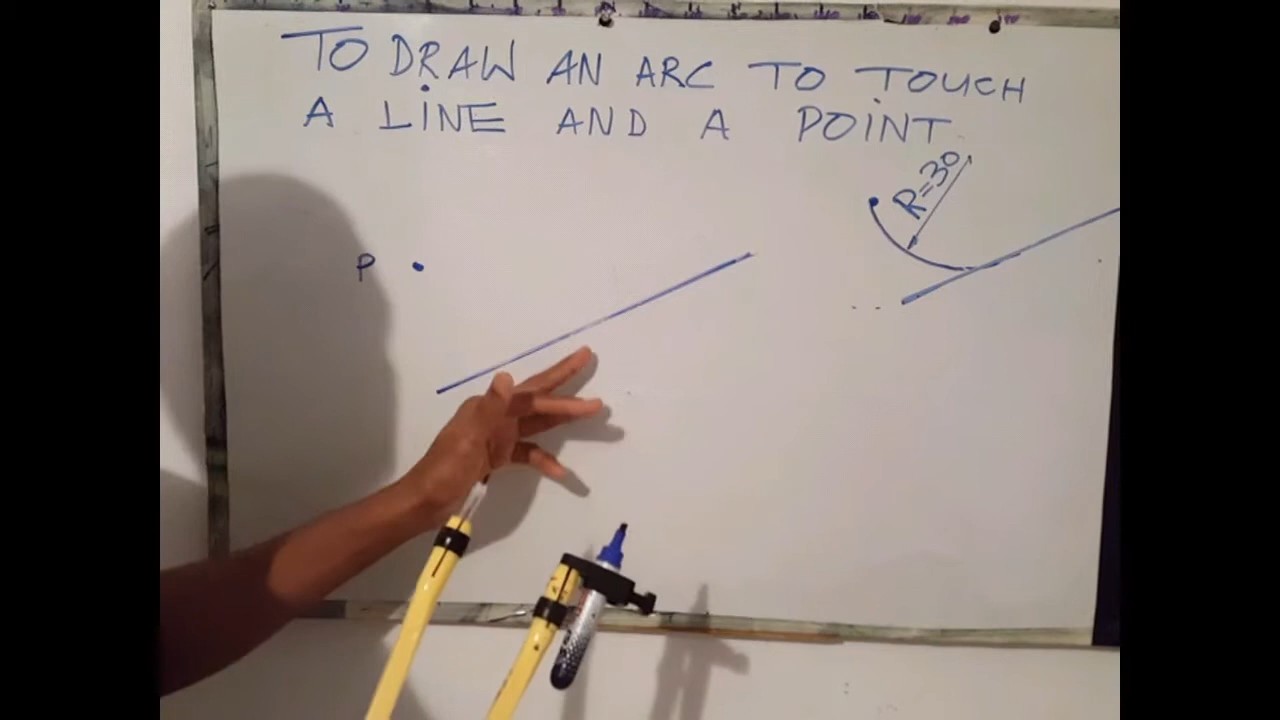 TO DRAW AN ARC TO TOUCH
A LINE AND A POINT
R=30
P